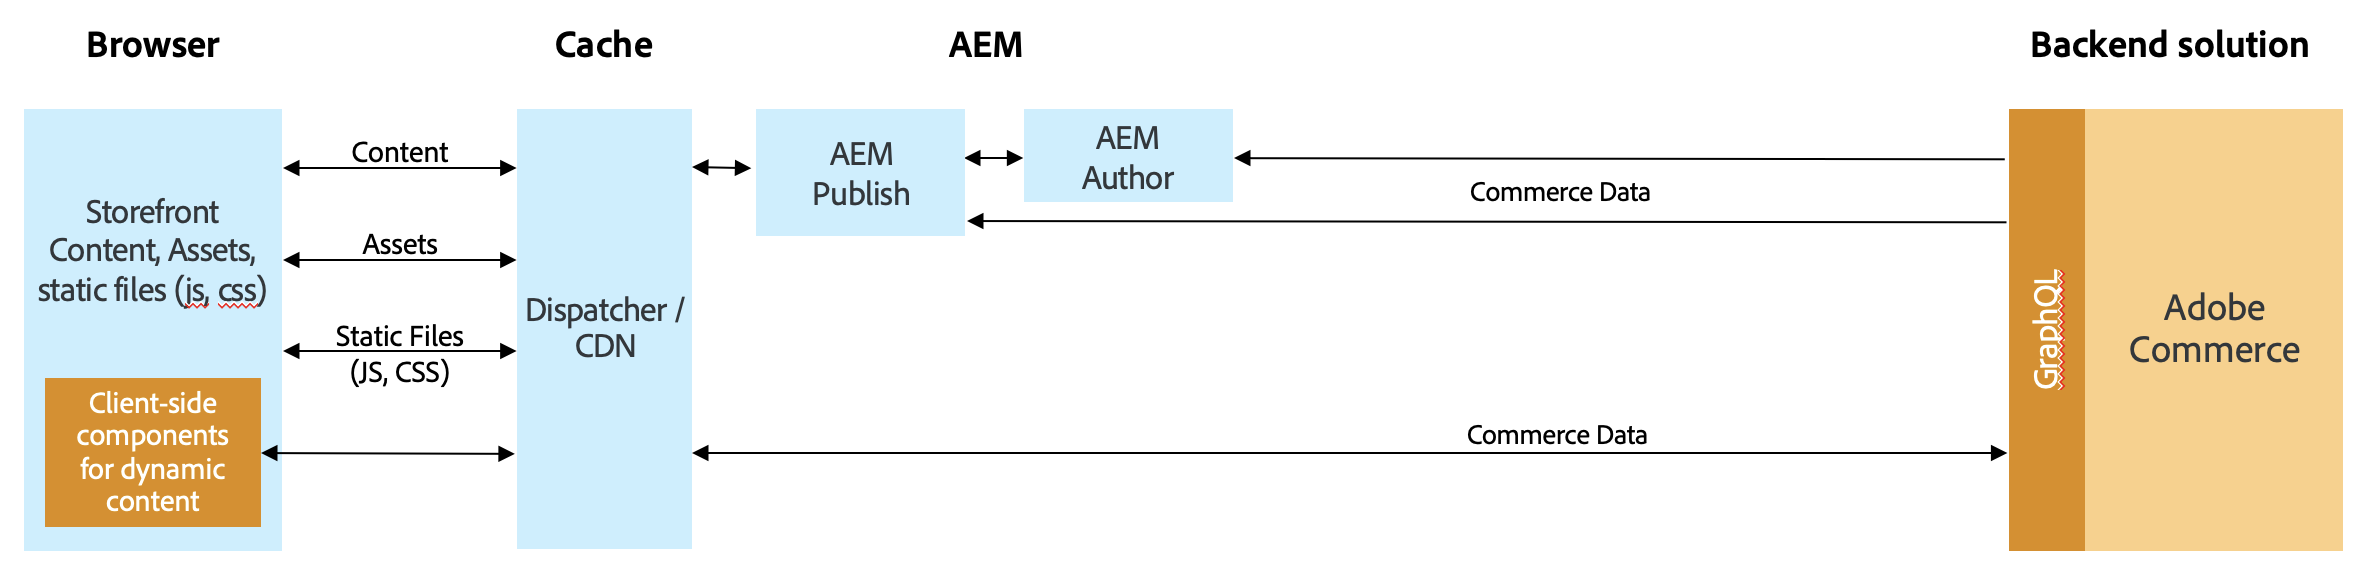 Browser
Cache
AEM
Backend solution
Storefront
Content, Assets,
static files (js, css)
Client-side
components
for dynamic
content
Content
Assets
Static Files
(JS, CSS)
Dispatcher /
CDN
AEM
Publish
AEM
Author
Commerce Data
Commerce Data
GraphQL
Adobe
Commerce